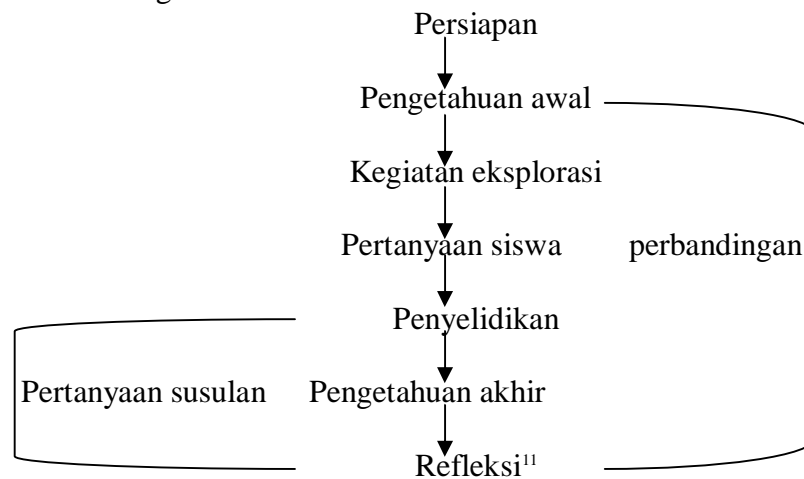 Persiapan
Pengetahuan awal
Kegiatan eksplorasi
Pertanyaan siswa perbandingan
Penyelidikan
Pertanyaan susulan Pengetahuan akhir
Refleksi¹¹